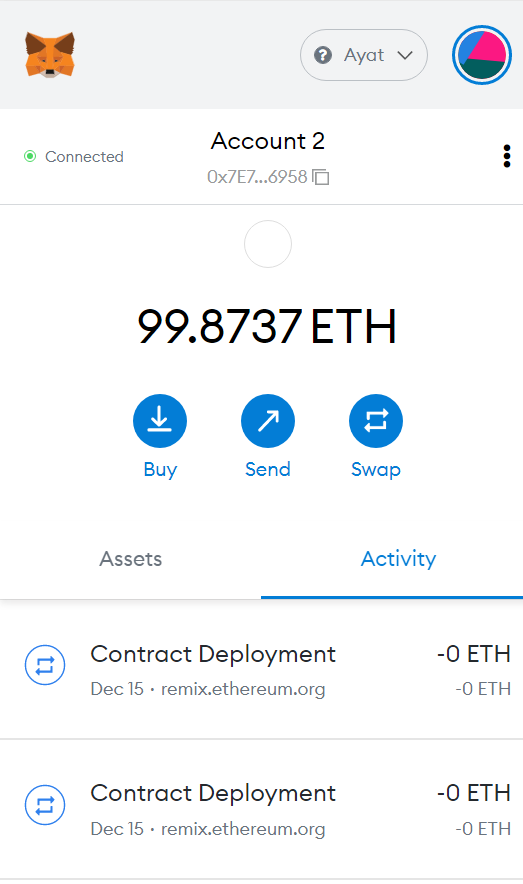 Ayat
Account 2
Connected
0x7E7...6958
99.8737 ETH
Buy Send Swap
Assets Activity
Contract Deployment -0 ETH
Dec 15 · remix.ethereum.org -0 ETH
Contract Deployment -0 ETH
Dec 15 · remix.ethereum.org -0 ETH